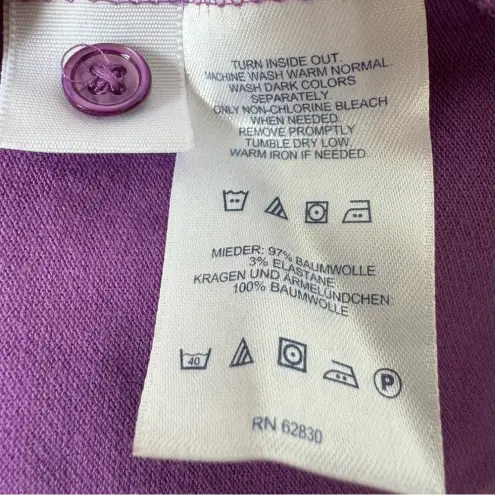 TURN INSIDE OUT.
MACHINE WASH WARM NORMAL.
WASH DARK COLORS
SEPARATELY.
ONLY NON-CHLORINE BLEACH
WHEN NEEDED.
REMOVE PROMPTLY
TUMBLE DRY LOW.
WARM IRON IF NEEDED.
MIEDER: 97% BAUMWOLLE
3% ELASTANE
KRAGEN UND ÄRMELÜNDCHEN:
100% BAUMWOLLE
40
P
RN 62830